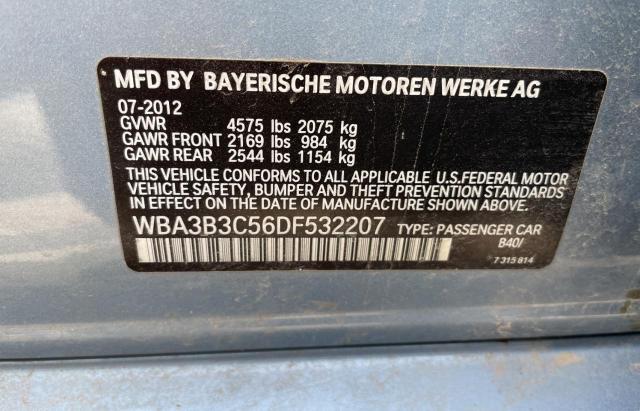 MFD BY BAYERISCHE MOTOREN WERKE AG
07-2012
GVWR 4575 lbs 2075 kg
GAWR FRONT 2169 lbs 984 kg
GAWR REAR 2544 lbs 1154 kg
THIS VEHICLE CONFORMS TO ALL APPLICABLE U.S.FEDERAL MOTOR
VEHICLE SAFETY, BUMPER AND THEFT PREVENTION STANDARDS
IN EFFECT ON THE DATE OF MANUFACTURE SHOWN ABOVE.
WBA3B3C56DF532207 TYPE: PASSENGER CAR
B40/
7 315 814